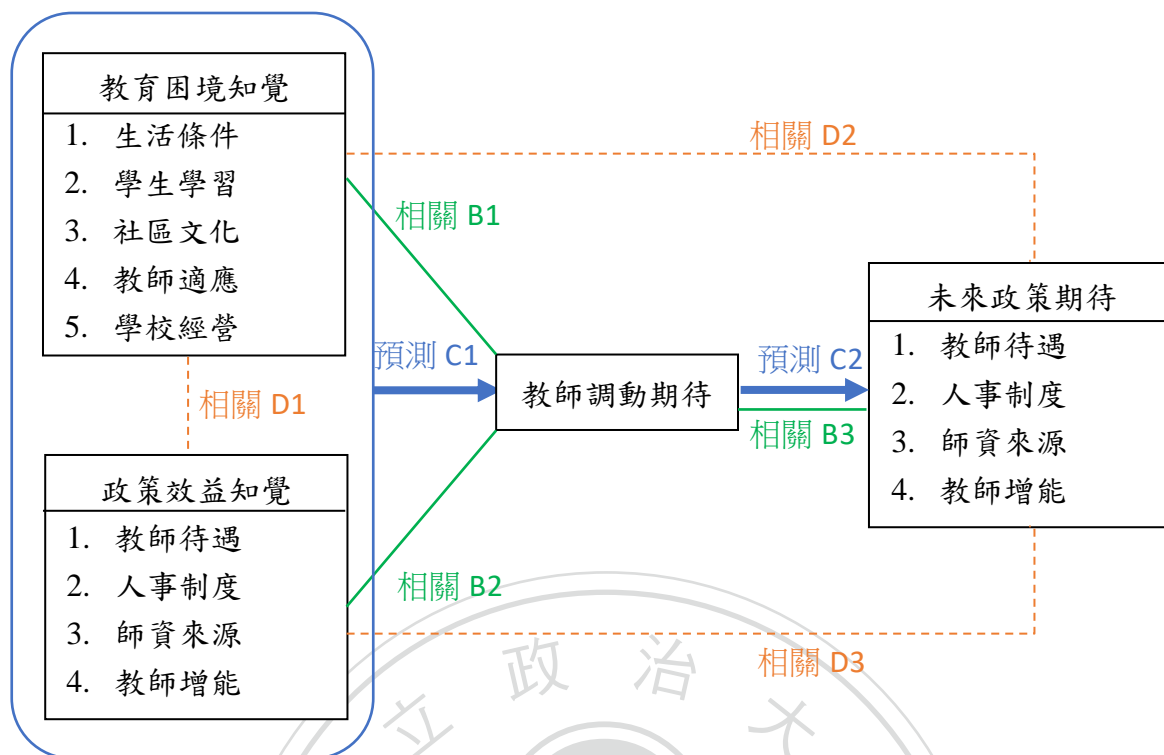 教育困境知覺
1. 生活條件
2. 學生學習
3. 社區文化
4. 教師適應
5. 學校經營
相關 D2
相關 B1
未來政策期待
1. 教師待遇
2. 人事制度
3. 師資來源
4. 教師增能
預測 C1
教師調動期待
預測 C2
相關 B3
相關 D1
政策效益知覺
1. 教師待遇
2. 人事制度
3. 師資來源
4. 教師增能
相關 B2
相關 D3
立政治大